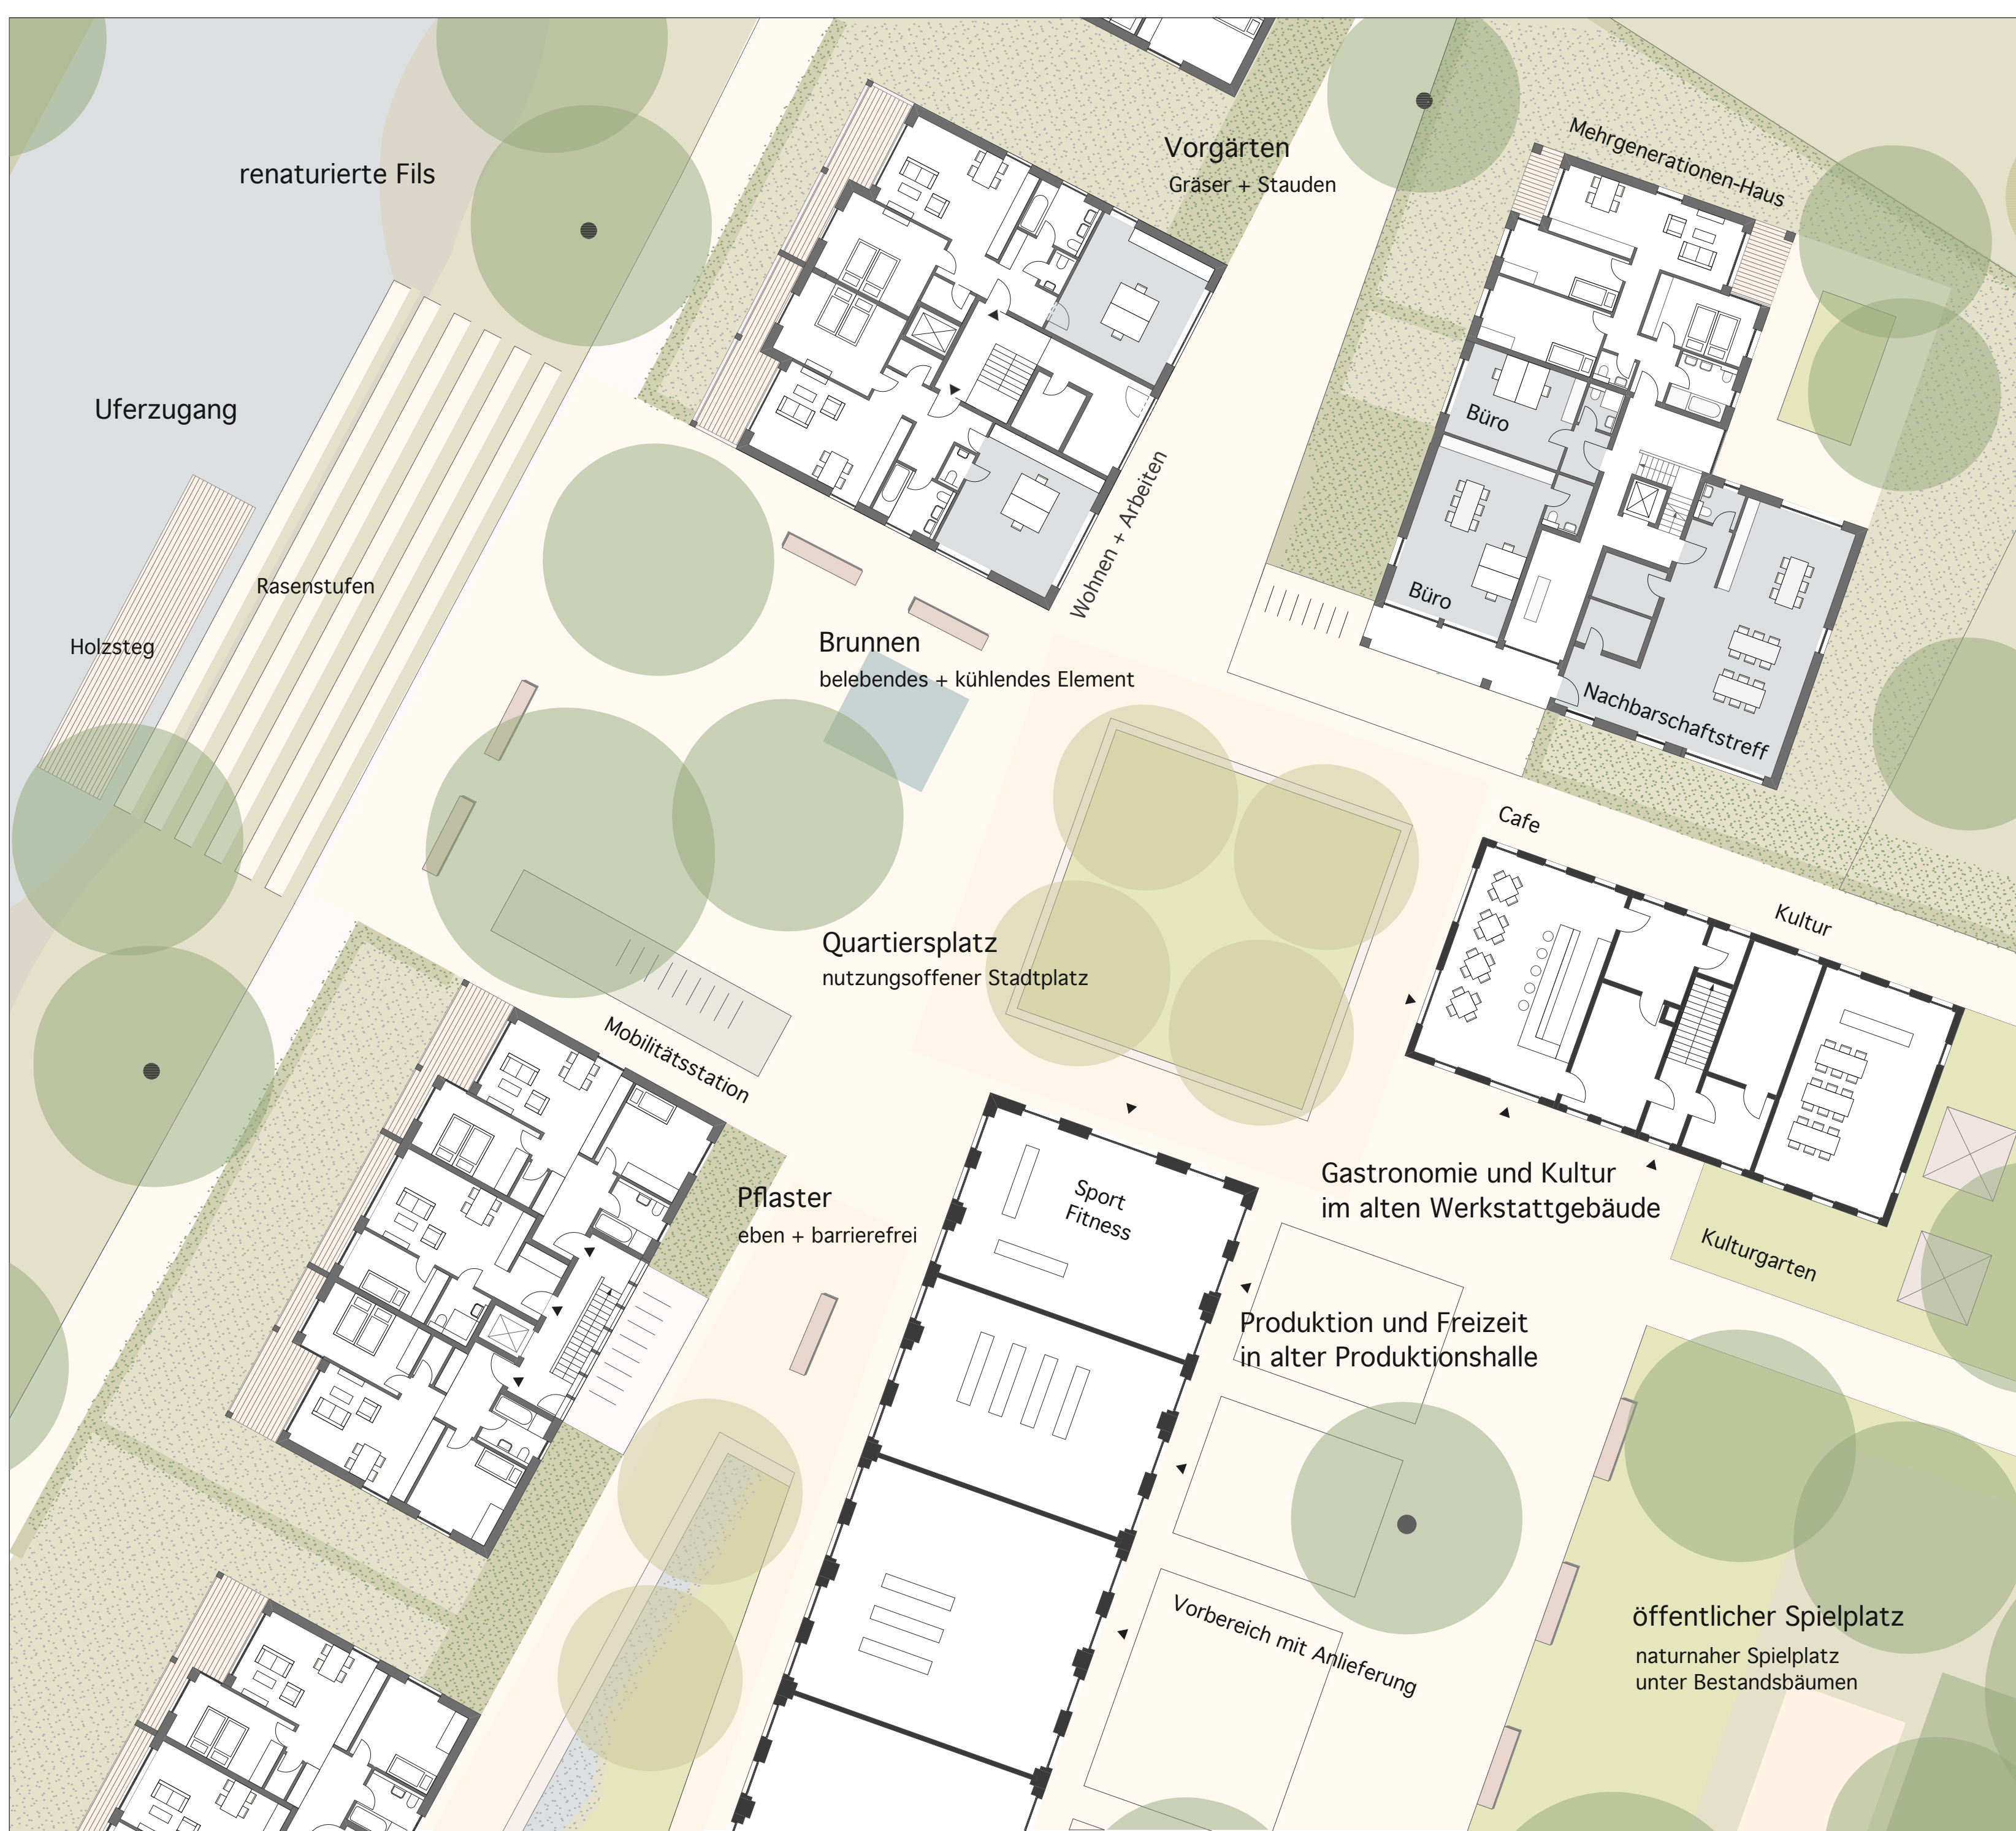 Mehrgenerationen-Haus
Vorgärten
Gräser + Stauden
renaturierte Fils
Uferzugang
Büro
Wohnen + Arbeiten
Rasenstufen
Büro
Holzsteg
Brunnen
belebendes + kühlendes Element
Nachbarschaftstreff
Cafe
Kultur
Quartiersplatz
nutzungsoffener Stadtplatz
Mobilitätsstation
Gastronomie und Kultur
im alten Werkstattgebäude
Pflaster
eben + barrierefrei
Sport
Fitness
Kulturgarten
Produktion und Freizeit
in alter Produktionshalle
Vorbereich mit Anlieferung
öffentlicher Spielplatz
naturnaher Spielplatz
unter Bestandsbäumen